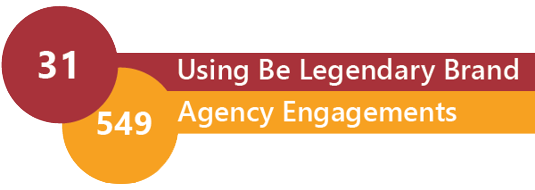 31 Using Be Legendary Brand
549 Agency Engagements